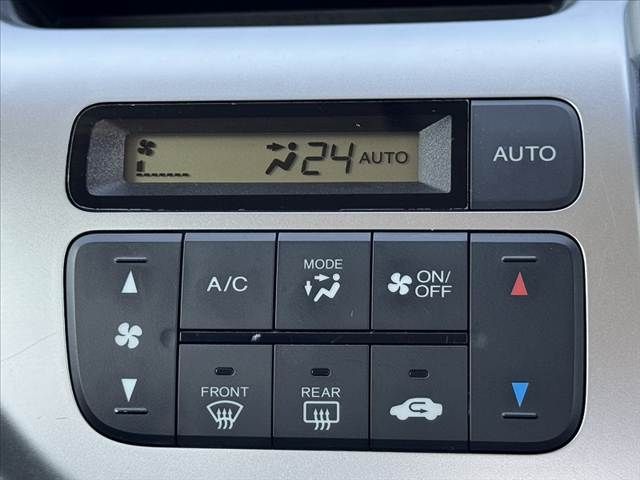 24 AUTO
AUTO
A/C
MODE
ON/
OFF
FRONT
REAR